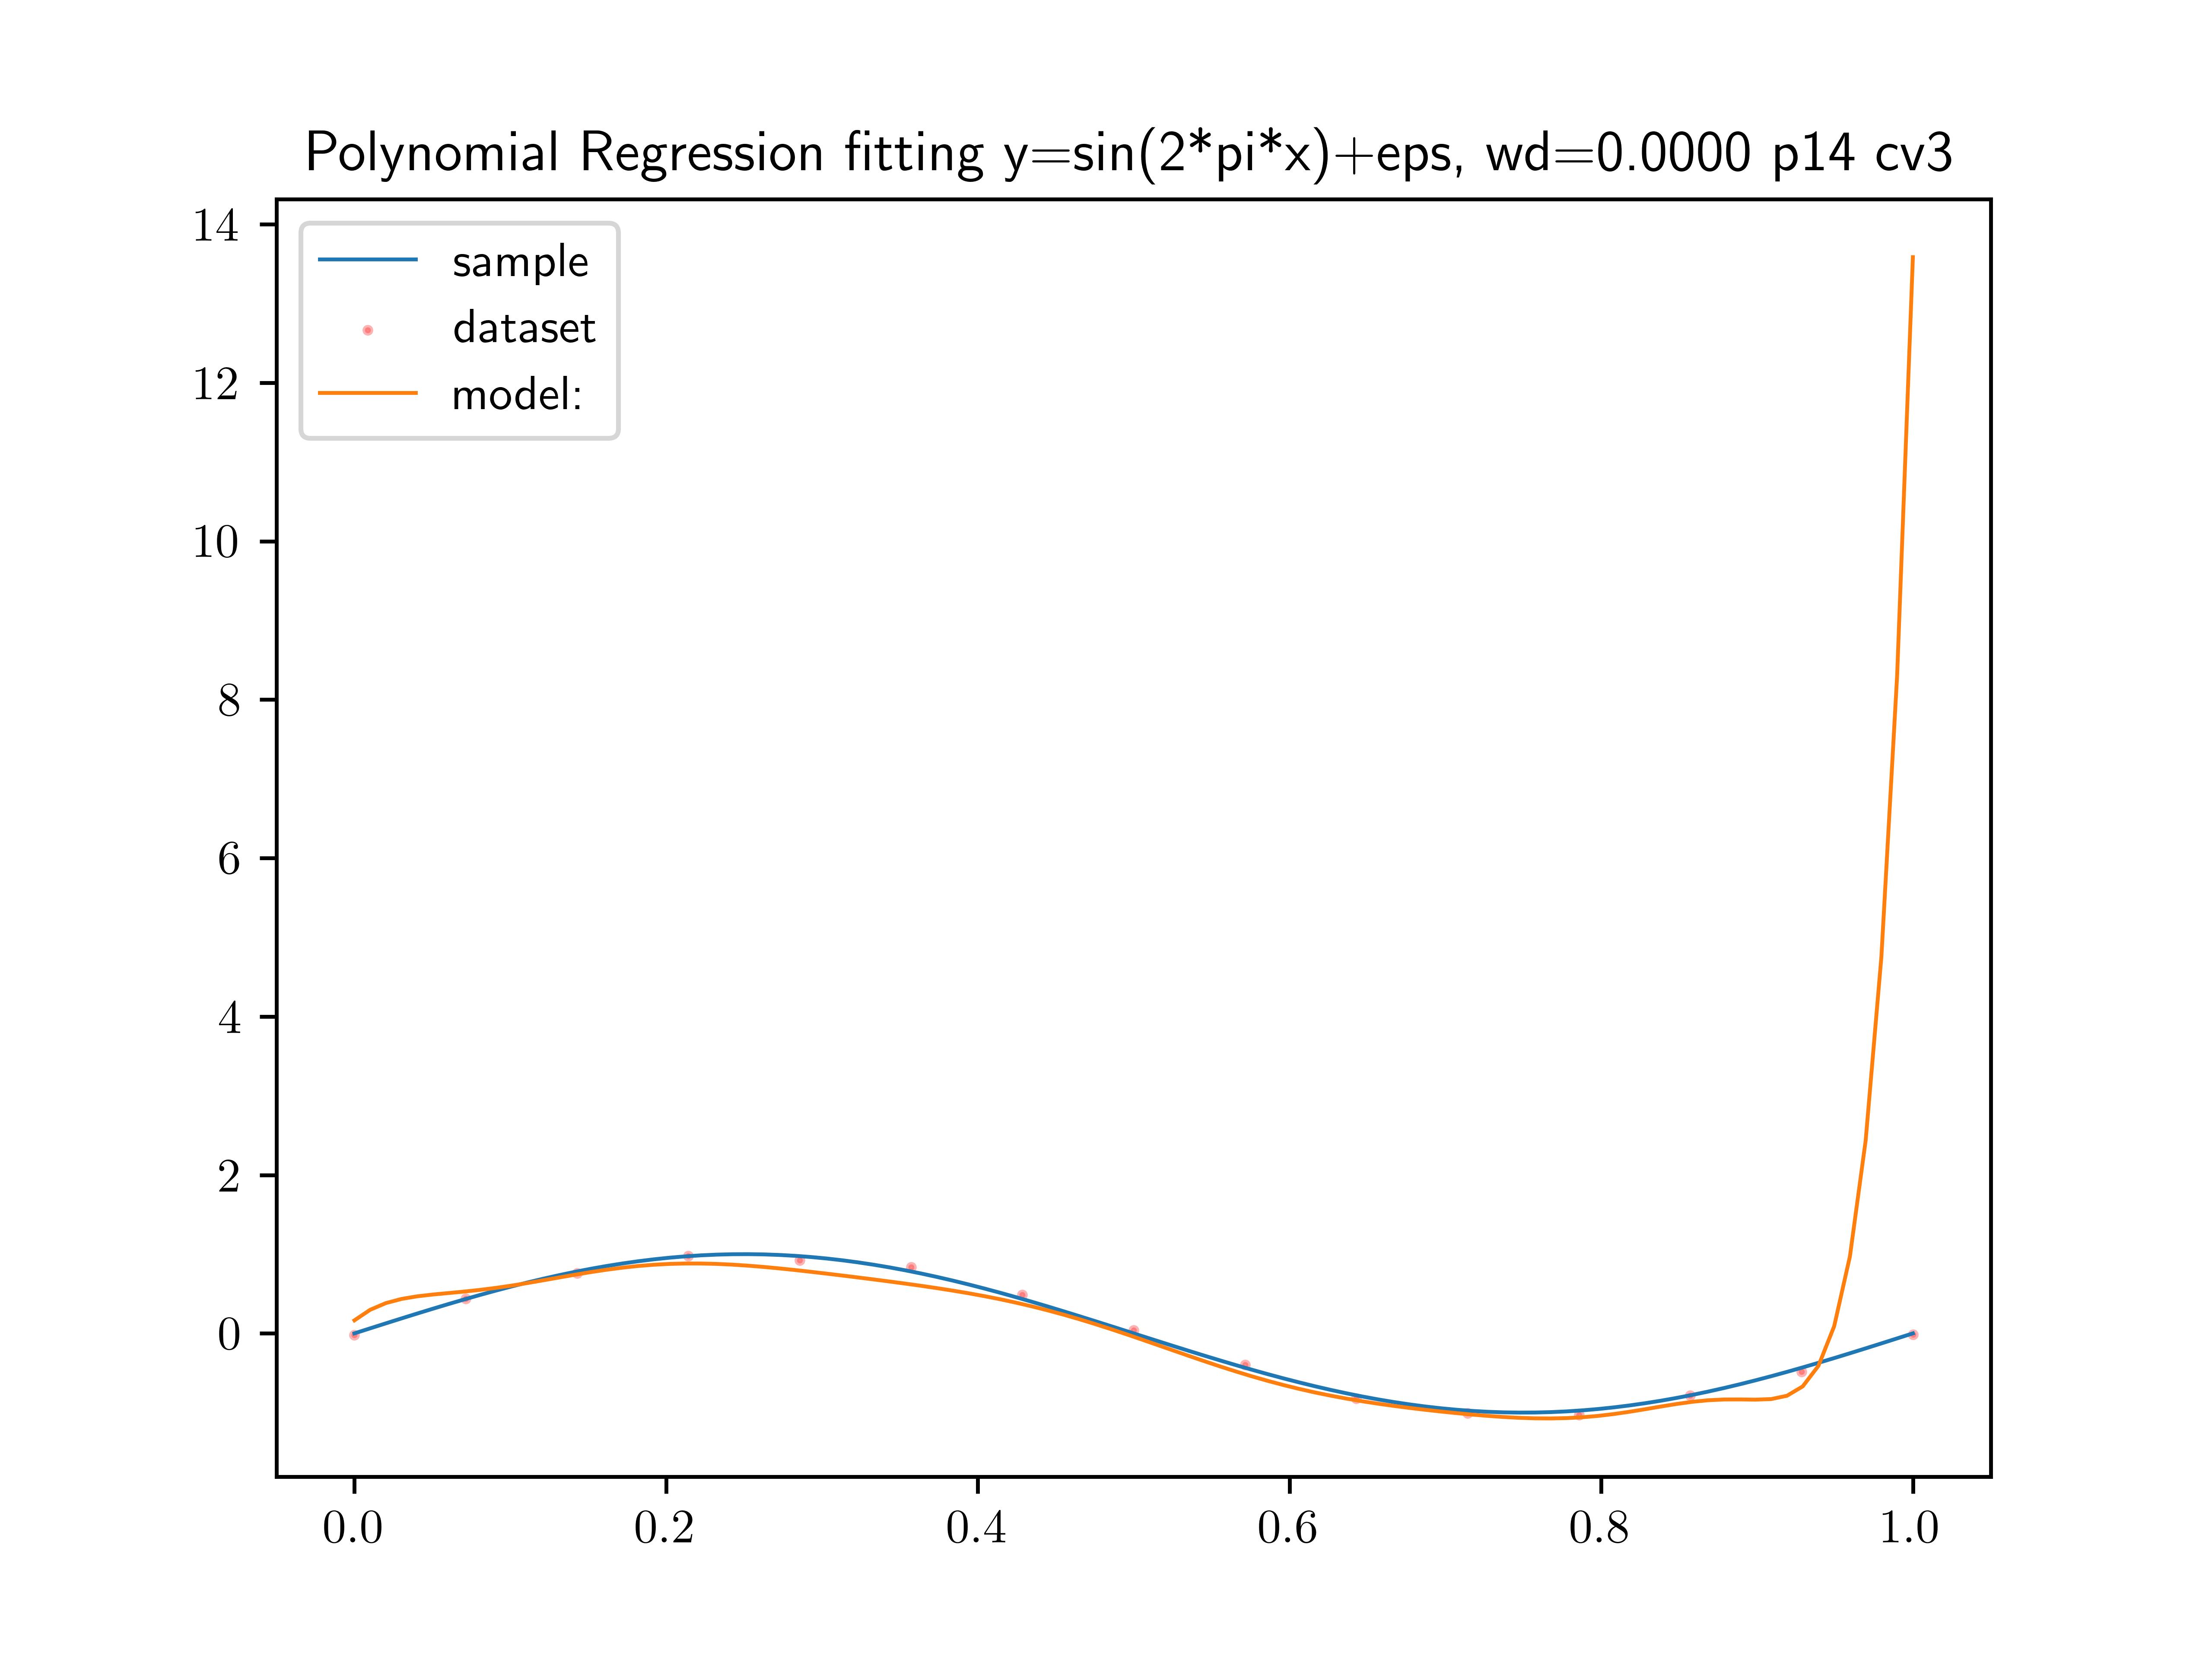 Polynomial Regression fitting y=sin(2*pi*x)+eps, wd=0.0000 p14 cv3
14
12
10
8
6
4
2
0
sample
dataset
model:
0.0 0.2 0.4 0.6 0.8 1.0